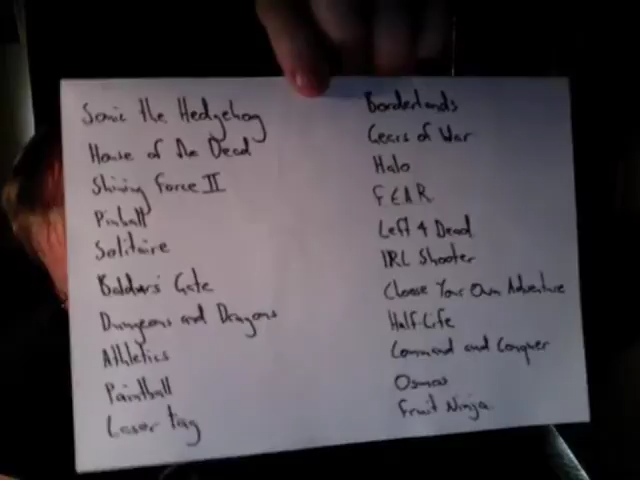 Sonic the Hedgehog
House of the Dead
Shining Force II
Pinball
Solitaire
Baldurs Gate
Dungeons and Dragons
Athletics
Paintball
Laser Tag
Borderlands
Gears of War
Halo
FEAR
Left 4 Dead
IRL Shooter
Choose Your Own Adventure
Half-Life
Command and Conquer
Osmos
Fruit Ninja